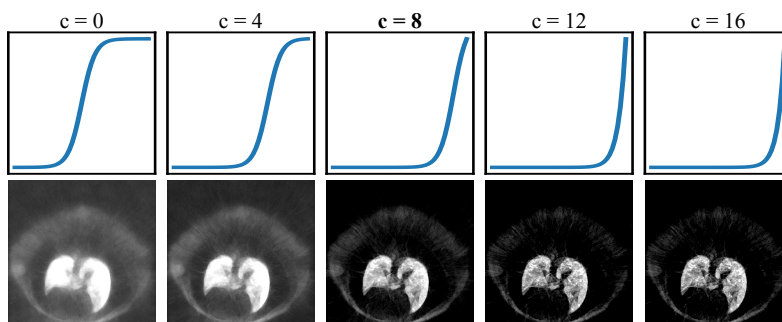 c = 0 c = 4 c = 8 c = 12 c = 16